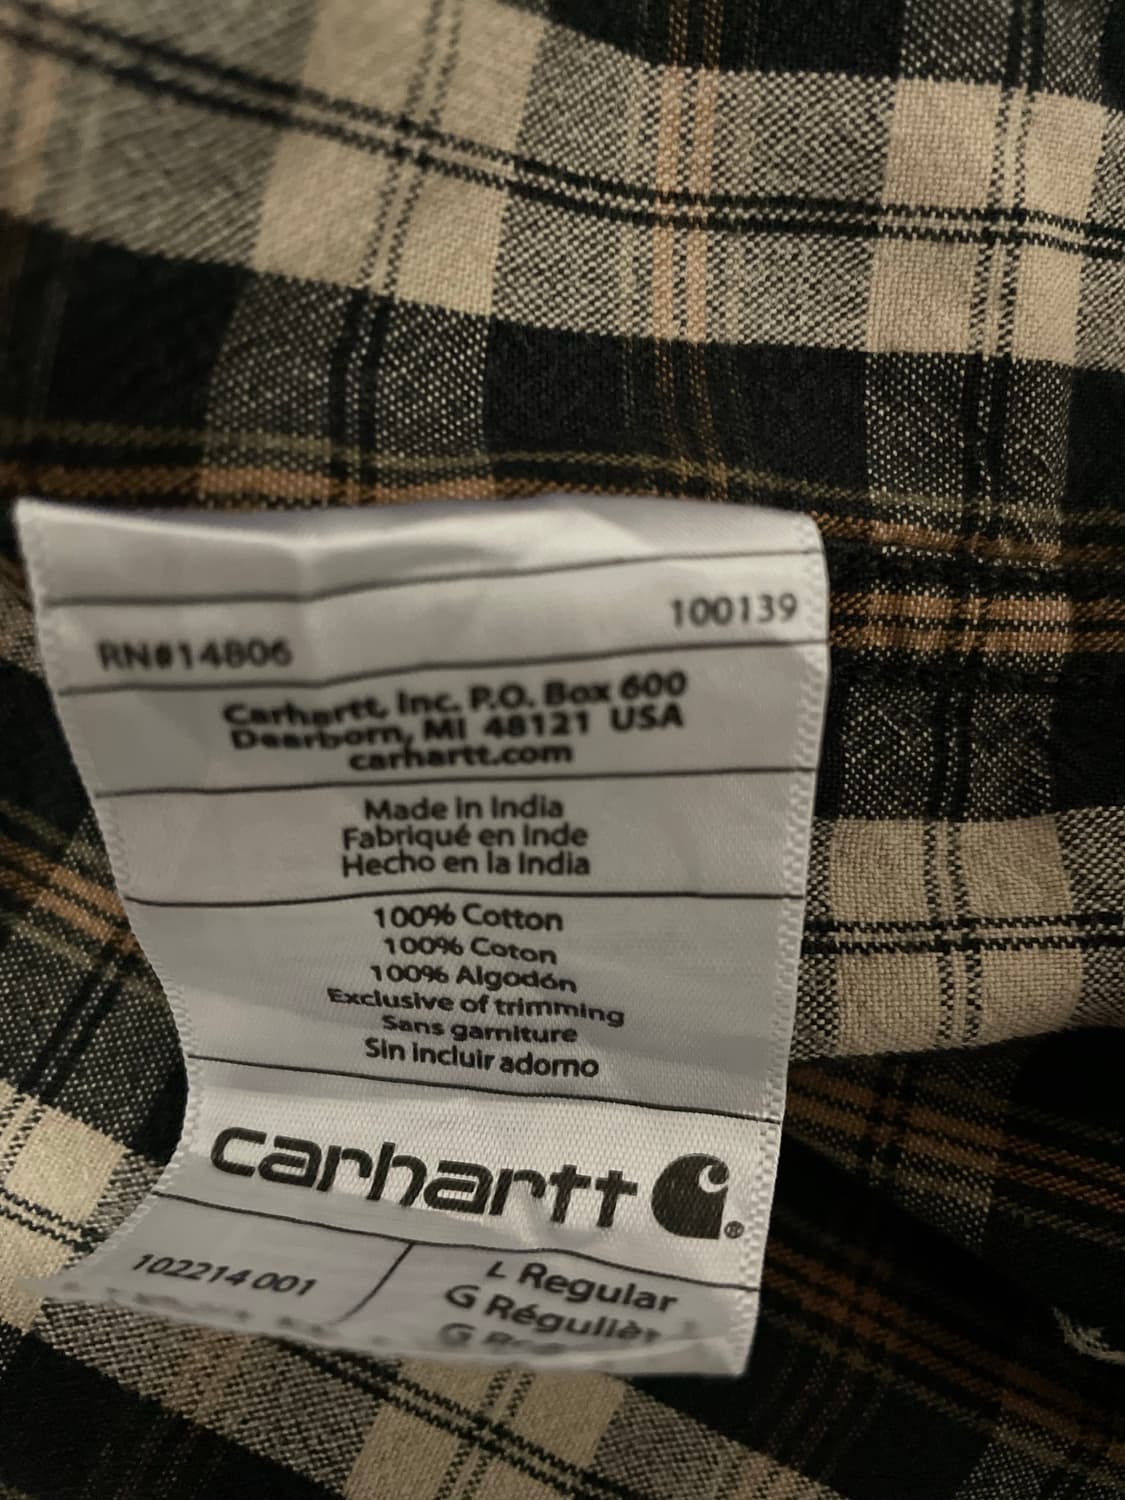 100139
RN#14806
Carhartt, Inc. P.O. Box 600
Dearborn, MI 48121 USA
carhartt.com
Made in India
Fabriqué en Inde
Hecho en la India
100% Cotton
100% Coton
100% Algodón
Exclusive of trimming
Sans garniture
Sin incluir adorno
carhartt ®
102214 001
L Regular
G Régulièr
G